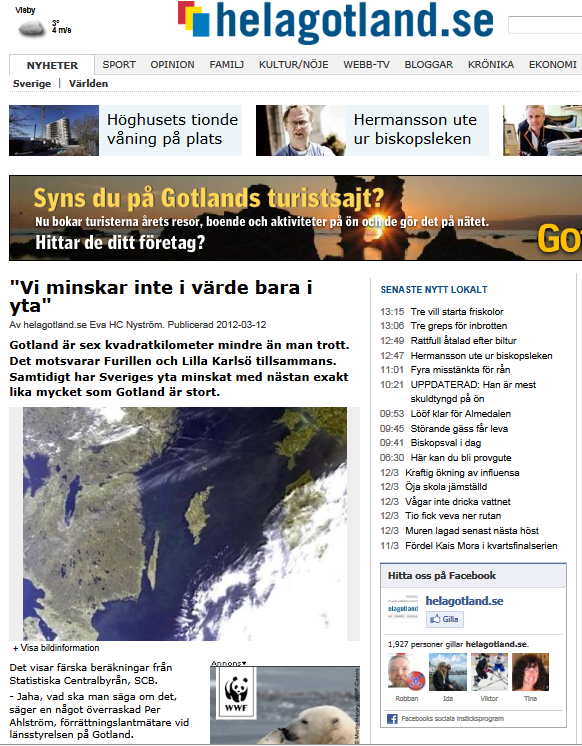 Visby
3°
4 m/s
helagotland.se
NYHETER SPORT OPINION FAMILJ KULTUR/NÖJE WEBB-TV BLOGGAR KRÖNIKA EKONOMI
Sverige Världen
Höghusets tionde
våning på plats
Hermansson ute
ur biskopsleken
Syns du på Gotlands turistsajt?
Nu bokar turisterna årets resor, boende och aktiviteter på ön och de gör det på nätet.
Hittar de ditt företag?
Go
"Vi minskar inte i värde bara i
yta"
Av helagotland.se Eva HC Nyström. Publicerad 2012-03-12
Gotland är sex kvadratkilometer mindre än man trott.
Det motsvarar Furillen och Lilla Karlsö tillsammans.
Samtidigt har Sveriges yta minskat med nästan exakt
lika mycket som Gotland är stort.
+ Visa bildinformation
Det visar färska beräkningar från
Statistiska Centralbyrån, SCB.
- Jaha, vad ska man säga om det,
säger en något överraskad Per
Ahlström, förrättningslantmätare vid
länsstyrelsen på Gotland.
Annons▼
WWF
SENASTE NYTT LOKALT
13:15 Tre vill starta friskolor
13:06 Tre greps för inbrotten
12:49 Rattfull åtalad efter biltur
12:47 Hermansson ute ur biskopsleken
11:01 Fyra misstänkta för rån
10:21 UPPDATERAD: Han är mest
skuldtyngd på ön
09:53 Lööf klar för Almedalen
09:45 Störande gäss får leva
09:41 Biskopsval i dag
06:30 Här kan du bli provgute
12/3 Kraftig ökning av influensa
12/3 Öja skola jämställd
12/3 Vågar inte dricka vattnet
12/3 Tio fick veva ner rutan
12/3 Muren lagad senast nästa höst
11/3 Fördel Kais Mora i kvartsfinalserien
Hitta oss på Facebook
elagotland
helagotland.se
Gilla
1,927 personer gillar helagotland.se.
Robban Ida Viktor Tina
Facebooks sociala insticksprogram